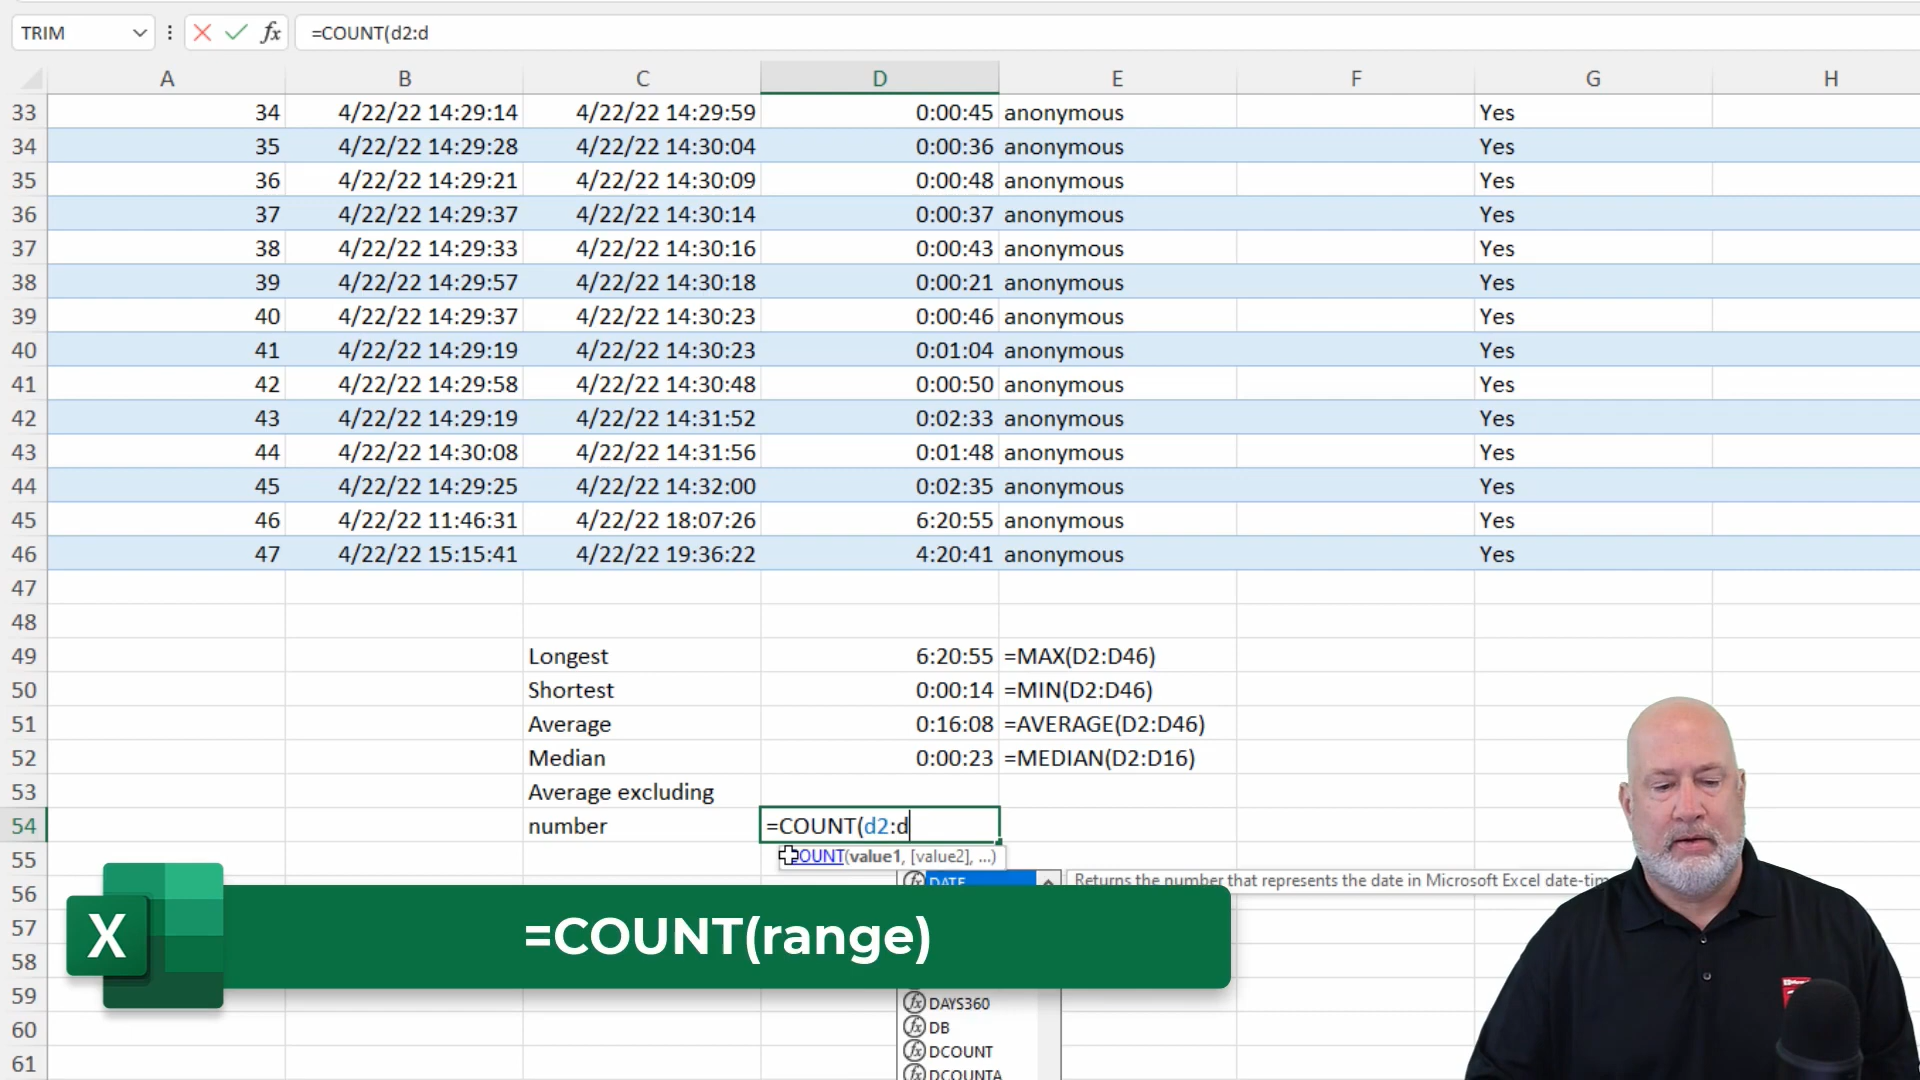 TRIM =COUNT(d2:d
A B C D E F G H
33 34 4/22/22 14:29:14 4/22/22 14:29:59 0:00:45 anonymous Yes
34 35 4/22/22 14:29:28 4/22/22 14:30:04 0:00:36 anonymous Yes
35 36 4/22/22 14:29:21 4/22/22 14:30:09 0:00:48 anonymous Yes
36 37 4/22/22 14:29:37 4/22/22 14:30:14 0:00:37 anonymous Yes
37 38 4/22/22 14:29:33 4/22/22 14:30:16 0:00:43 anonymous Yes
38 39 4/22/22 14:29:57 4/22/22 14:30:18 0:00:21 anonymous Yes
39 40 4/22/22 14:29:37 4/22/22 14:30:23 0:00:46 anonymous Yes
40 41 4/22/22 14:29:19 4/22/22 14:30:23 0:01:04 anonymous Yes
41 42 4/22/22 14:29:58 4/22/22 14:30:48 0:00:50 anonymous Yes
42 43 4/22/22 14:29:19 4/22/22 14:31:52 0:02:33 anonymous Yes
43 44 4/22/22 14:30:08 4/22/22 14:31:56 0:01:48 anonymous Yes
44 45 4/22/22 14:29:25 4/22/22 14:32:00 0:02:35 anonymous Yes
45 46 4/22/22 11:46:31 4/22/22 18:07:26 6:20:55 anonymous Yes
46 47 4/22/22 15:15:41 4/22/22 19:36:22 4:20:41 anonymous Yes
47
48
49 Longest 6:20:55 =MAX(D2:D46)
50 Shortest 0:00:14 =MIN(D2:D46)
51 Average 0:16:08 =AVERAGE(D2:D46)
52 Median 0:00:23 =MEDIAN(D2:D16)
53 Average excluding
54 number =COUNT(d2:d
55 OUNT(value1, [value2], ...)
56 DATE Returns the number that represents the date in Microsoft Excel date-tim
57 X =COUNT(range)
58
59 DAYS360
60 DB
61 DCOUNT
DCOUNTA